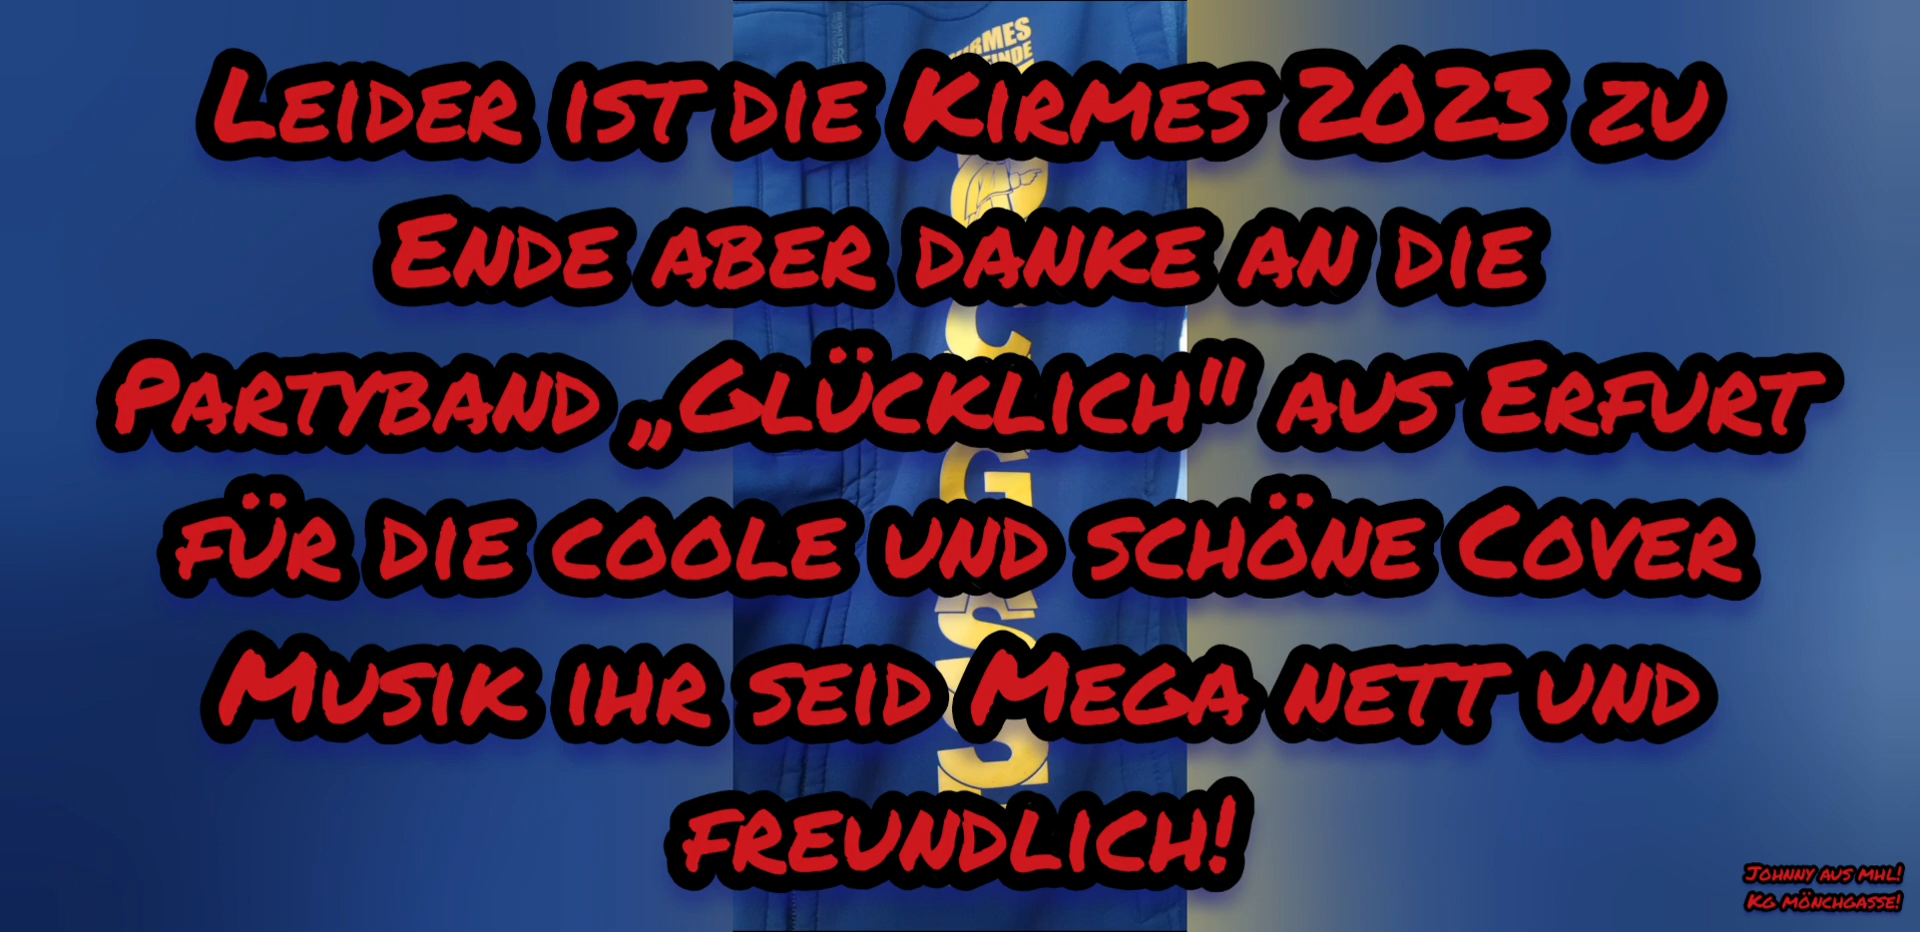 Leider ist die Kirmes 2023 zu
Ende aber danke an die
Partyband „Glücklich" aus Erfurt
für die coole und schöne Cover
Musik ihr seid Mega nett und
freundlich!
Johnny aus mhl!
Kg mönchgasse!